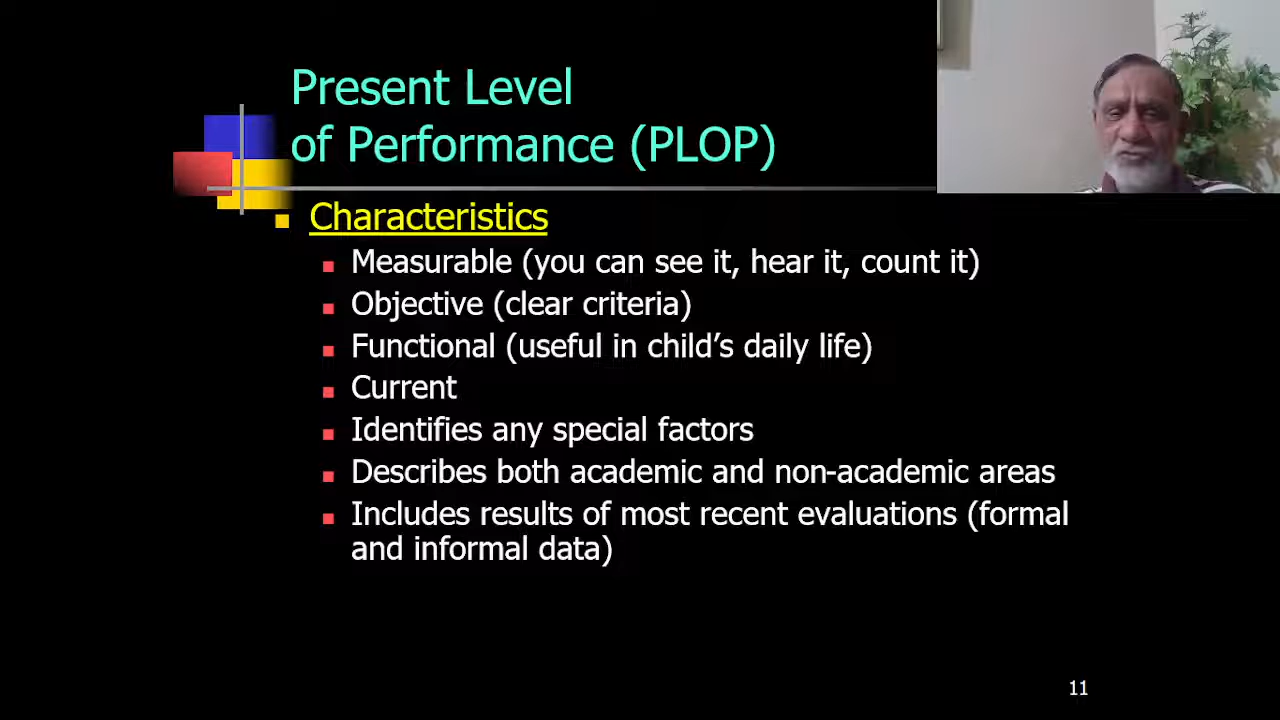 Present Level
of Performance (PLOP)
Characteristics
Measurable (you can see it, hear it, count it)
Objective (clear criteria)
Functional (useful in child’s daily life)
Current
Identifies any special factors
Describes both academic and non-academic areas
Includes results of most recent evaluations (formal
and informal data)
11